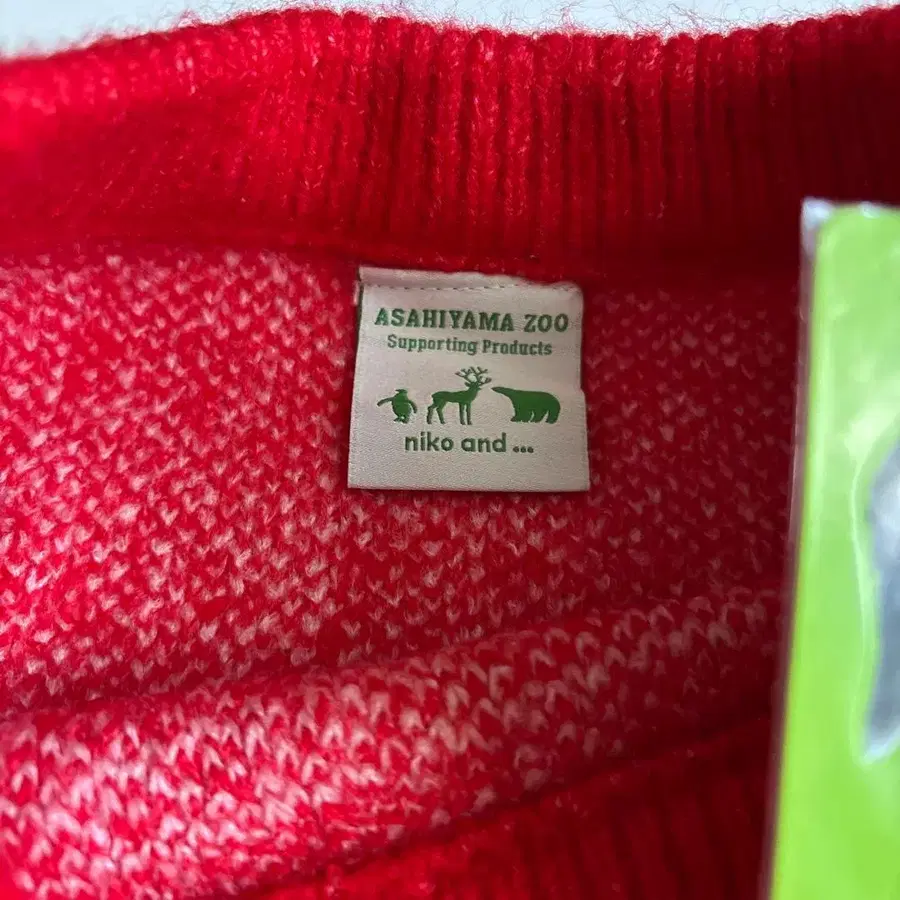 ASAHIYAMA ZOO
Supporting Products
niko and ...